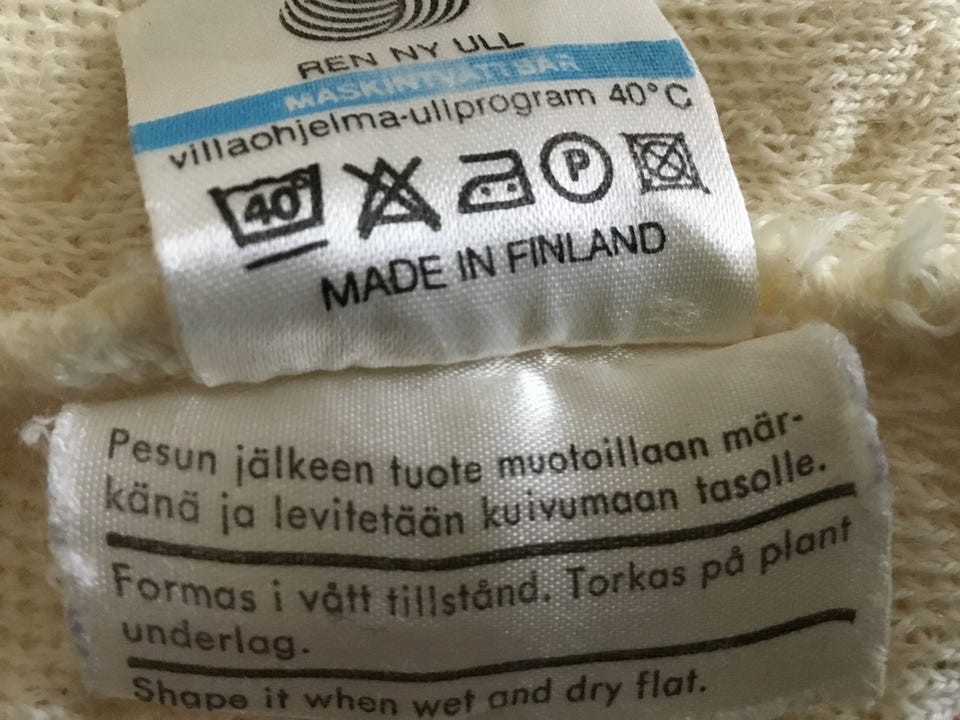 REN NY ULL
MASKINTVÄTTBAR
villaohjelma-ullprogram 40°C
40°
P
MADE IN FINLAND
Pesun jälkeen tuote muotoillaan mär-
känä ja levitetään kuivumaan tasolle.
Formas i vått tillstånd. Torkas på plant
underlag.
Shape it when wet and dry flat.